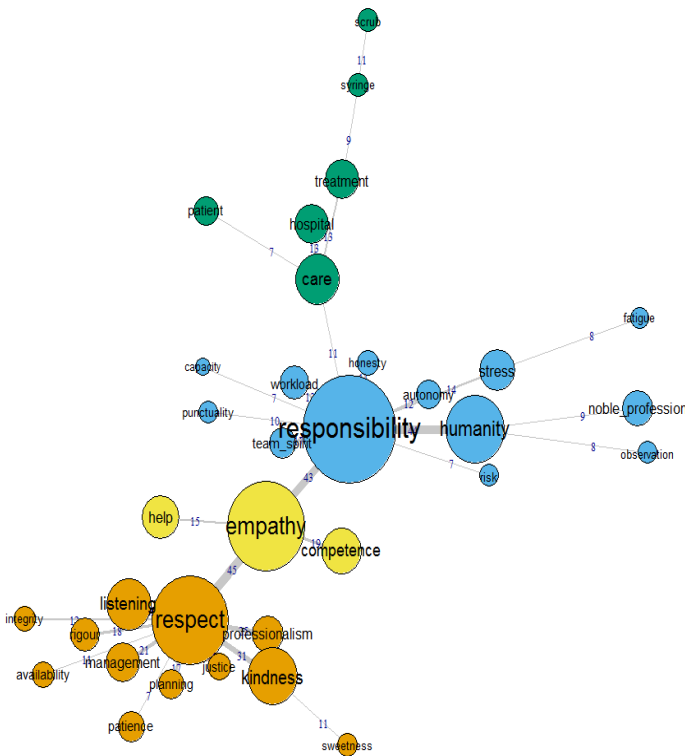 scrub
11
syringe
9
treatment
patient
hospital
13
13
7
care
11
fatigue
8
honesty
stress
capacity
workload
14
autonomy
7
12
noble_profession
punctuality
10
responsibility
humanity
9
team_spirit
8
observation
7
risk
43
help
15
empathy
19
competence
45
listening
integrity
12
respect
rigour
18
professionalism
management
21
31
justice
kindness
availability
planning
7
patience
11
sweetness